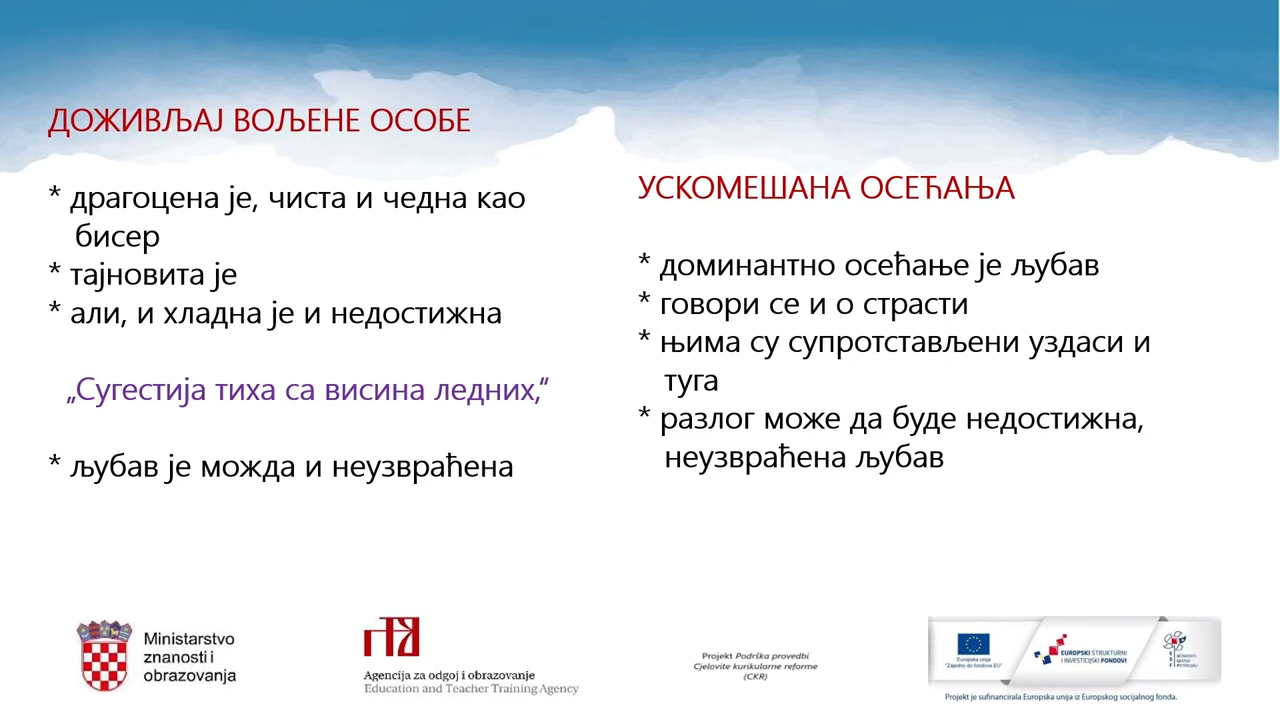 ДОЖИВЉАЈ ВОЉЕНЕ ОСОБЕ
* драгоцена је, чиста и чедна као
бисер
* тајновита је
* али, и хладна је и недостижна
„Сугестија тиха са висина ледних,“
* љубав је можда и неузвраћена
УСКОМЕШАНА ОСЕЋАЊА
* доминантно осећање је љубав
* говори се и о страсти
* њима су супротстављени уздаси и
туга
* разлог може да буде недостижна,
неузвраћена љубав
Ministarstvo
znanosti i
obrazovanja
Agencija za odgoj i obrazovanje
Education and Teacher Training Agency
Projekt Podrška provedbi
Cjelovite kurikularne reforme
(CKR)
Europska unija
"Zajedno do fondova EU"
EUROPSKI STRUKTURNI
I INVESTICIJSKI FONDOVI
Projekt je sufinancirala Europska unija iz Europskog socijalnog fonda.